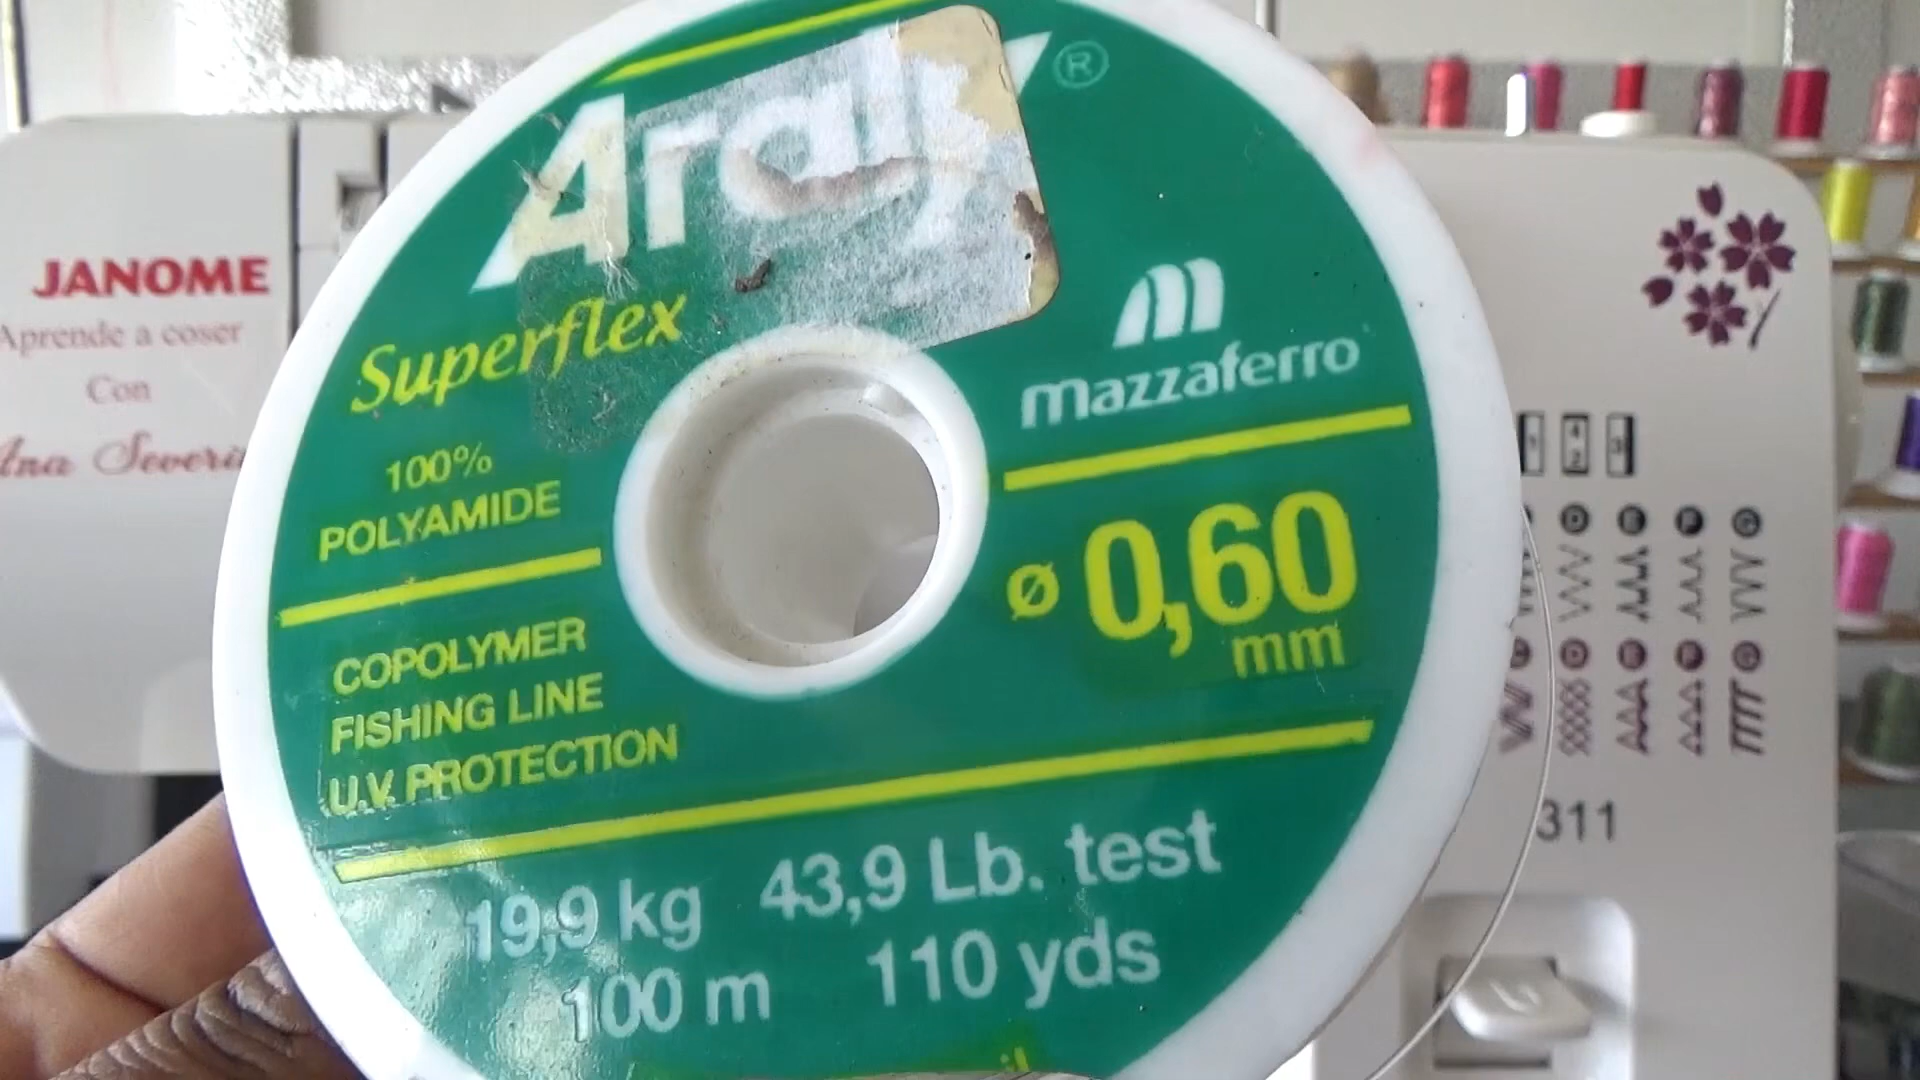 Araty®
Superflex
mazzaferro
100%
POLYAMIDE
Ø 0,60
mm
COPOLYMER
FISHING LINE
U.V. PROTECTION
19,9 kg 43,9 Lb. test
100 m 110 yds
JANOME
Aprende a coser
Con
Ana
311